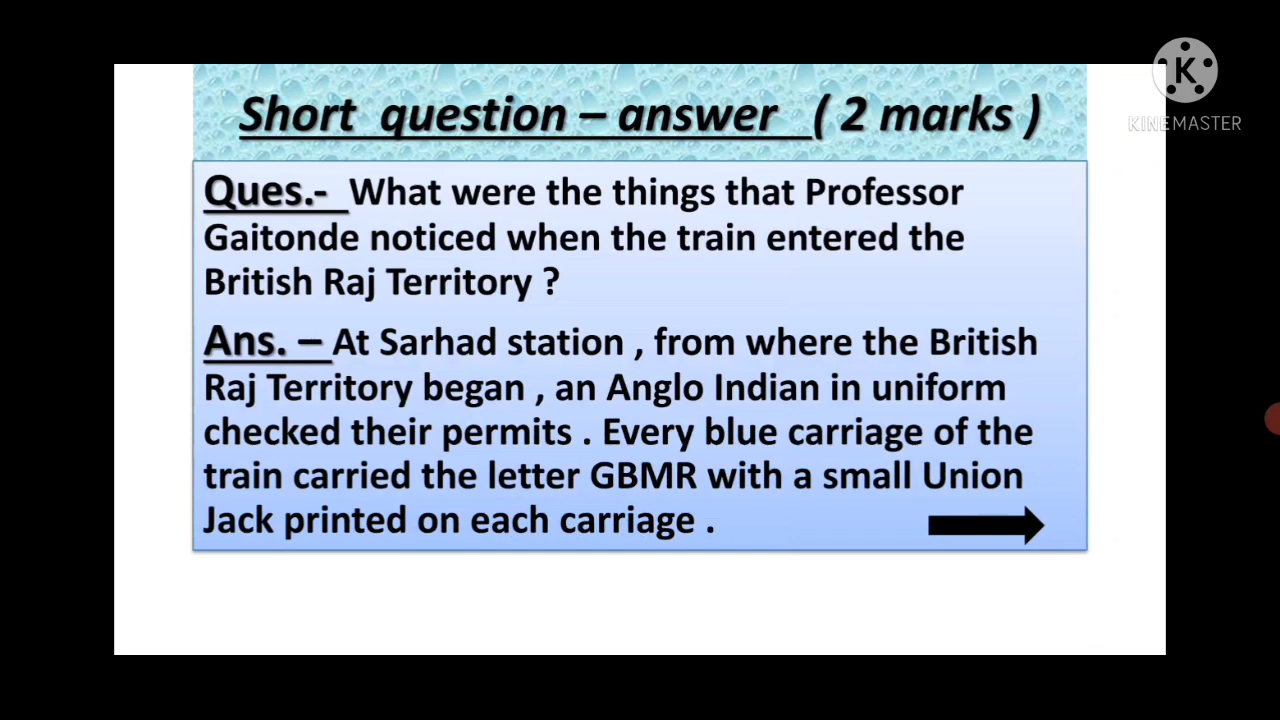 K
KINEMASTER
Short question – answer ( 2 marks )
Ques.- What were the things that Professor
Gaitonde noticed when the train entered the
British Raj Territory ?
Ans. – At Sarhad station , from where the British
Raj Territory began , an Anglo Indian in uniform
checked their permits . Every blue carriage of the
train carried the letter GBMR with a small Union
Jack printed on each carriage .